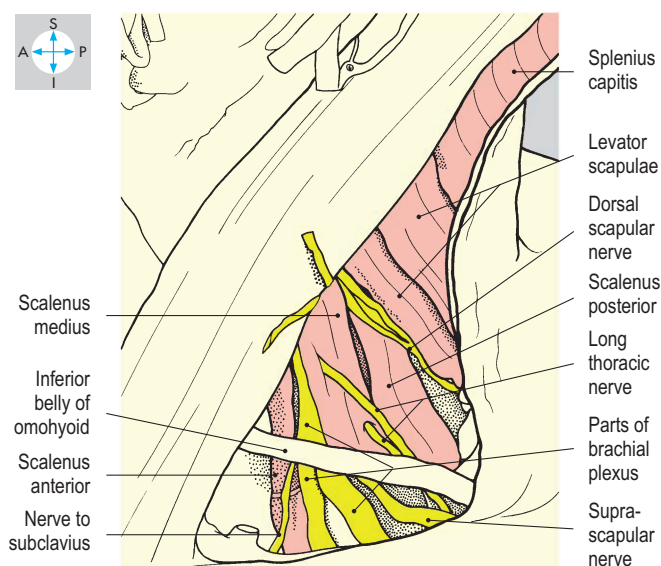 S
A P
I
Splenius
capitis
Levator
scapulae
Dorsal
scapular
nerve
Scalenus
posterior
Long
thoracic
nerve
Parts of
brachial
plexus
Supra-
scapular
nerve
Scalenus
medius
Inferior
belly of
omohyoid
Scalenus
anterior
Nerve to
subclavius